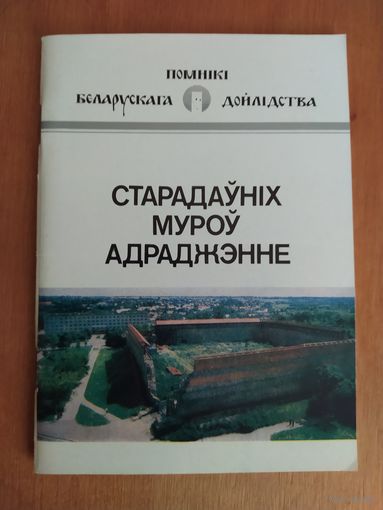 ПОМНІКІ
БЕЛАРУСКАГА ДОЙЛІДСТВА
СТАРАДАЎНІХ
МУРОЎ
АДРАДЖЭННЕ